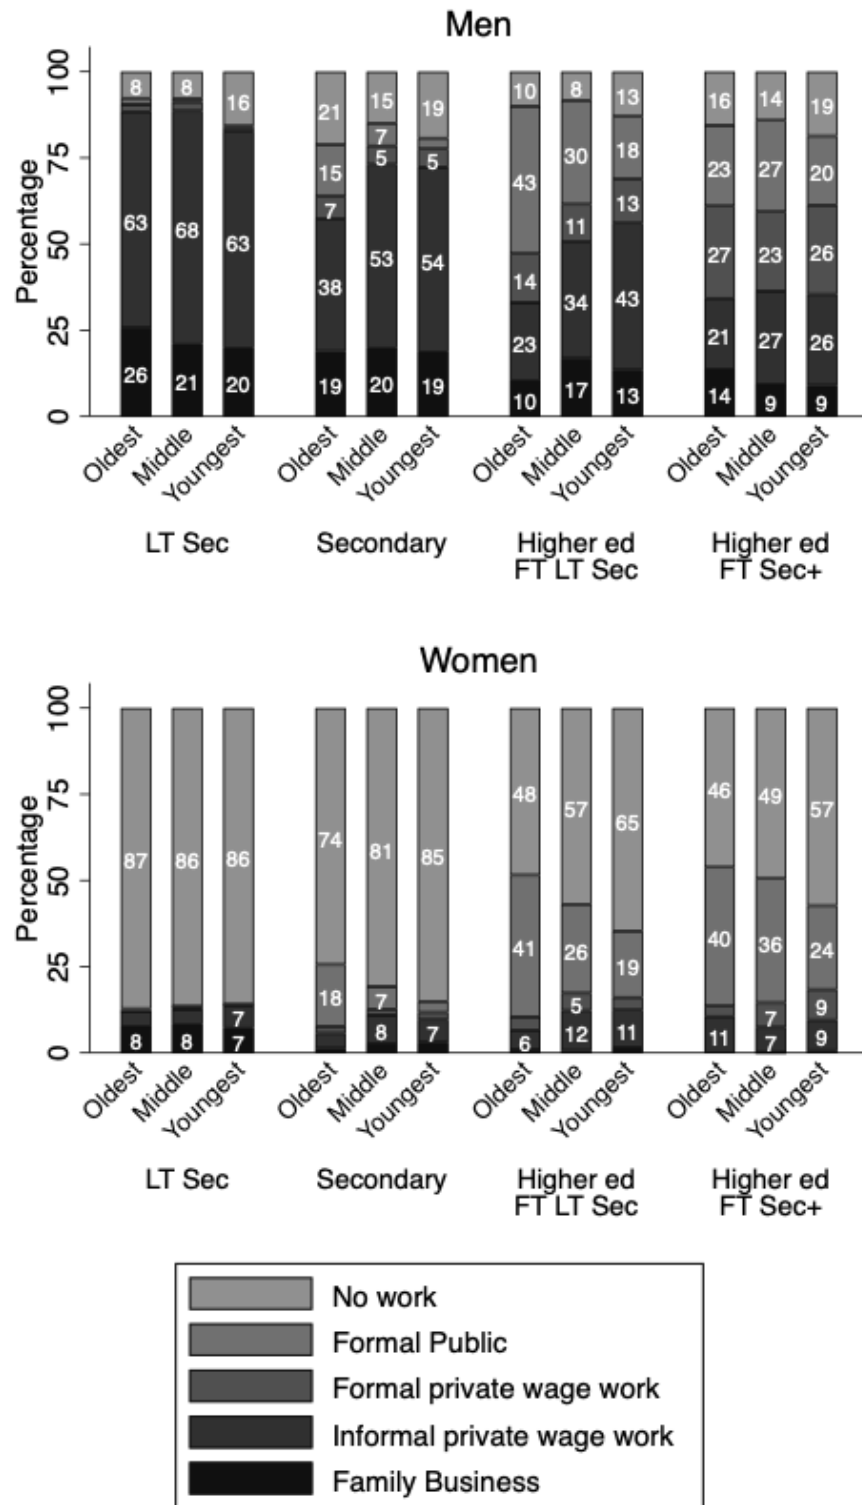 Men
Percentage
100
75
50
25
0
8 8 16 21 15 19 10 8 13 16 14 19
15 7 43 30 18 23 27 20
7 5 5 14 11 13 27 23 26
63 68 63 38 53 54 23 34 43 21 27 26
26 21 20 19 20 19 10 17 13 14 9 9
Oldest Middle Youngest Oldest Middle Youngest Oldest Middle Youngest Oldest Middle Youngest
LT Sec Secondary Higher ed Higher ed
FT LT Sec FT Sec+
Women
Percentage
100
75
50
25
0
87 86 86 74 81 85 48 57 65 46 49 57
18 7 41 26 19 40 36 24
5 7 9
7 8 7 6 12 11 11 7 9
8 8 7
Oldest Middle Youngest Oldest Middle Youngest Oldest Middle Youngest Oldest Middle Youngest
LT Sec Secondary Higher ed Higher ed
FT LT Sec FT Sec+
No work
Formal Public
Formal private wage work
Informal private wage work
Family Business